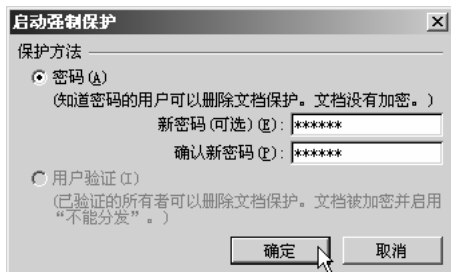 启动强制保护
保护方法
密码(A)
(知道密码的用户可以删除文档保护。文档没有加密。)
新密码(可选)(E): ******
确认新密码(P): ******
用户验证(I)
(已验证的所有者可以删除文档保护。文档被加密并启用
“不能分发”。)
确定 取消